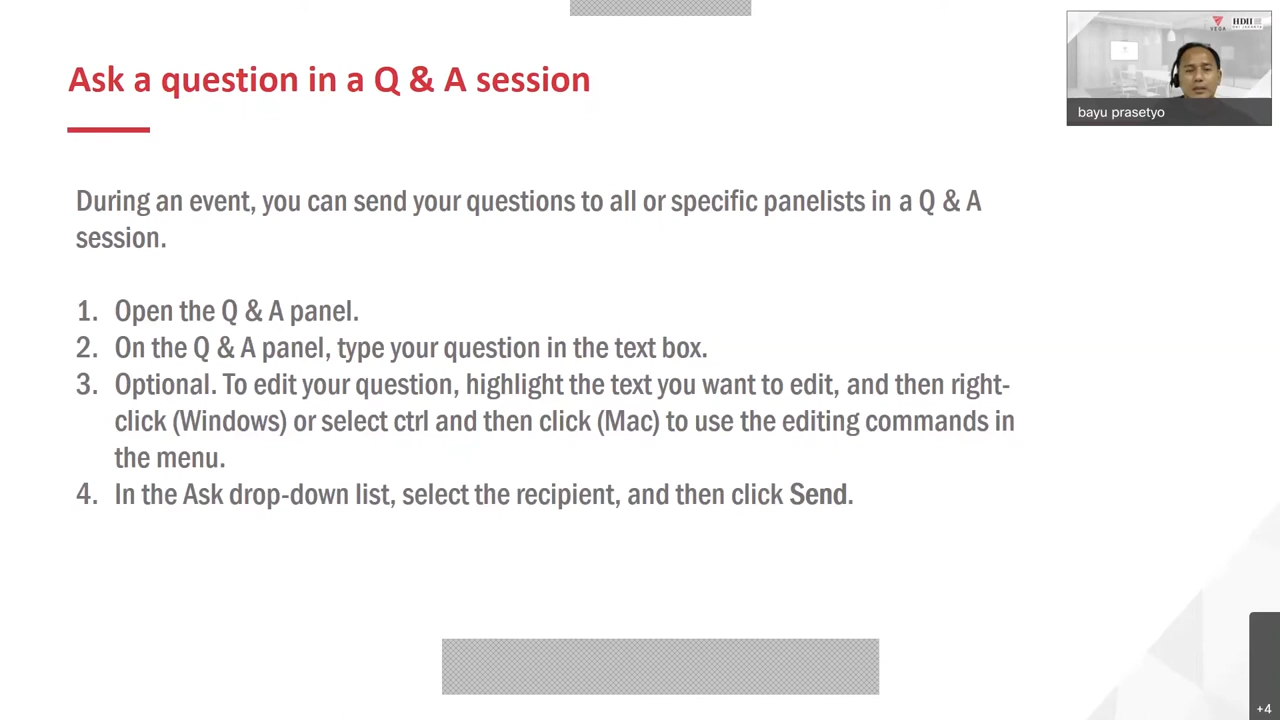 Ask a question in a Q & A session
VEGA
HDII
DKI JAKARTA
bayu prasetyo
During an event, you can send your questions to all or specific panelists in a Q & A
session.
1. Open the Q & A panel.
2. On the Q & A panel, type your question in the text box.
3. Optional. To edit your question, highlight the text you want to edit, and then right-
click (Windows) or select ctrl and then click (Mac) to use the editing commands in
the menu.
4. In the Ask drop-down list, select the recipient, and then click Send.
+4